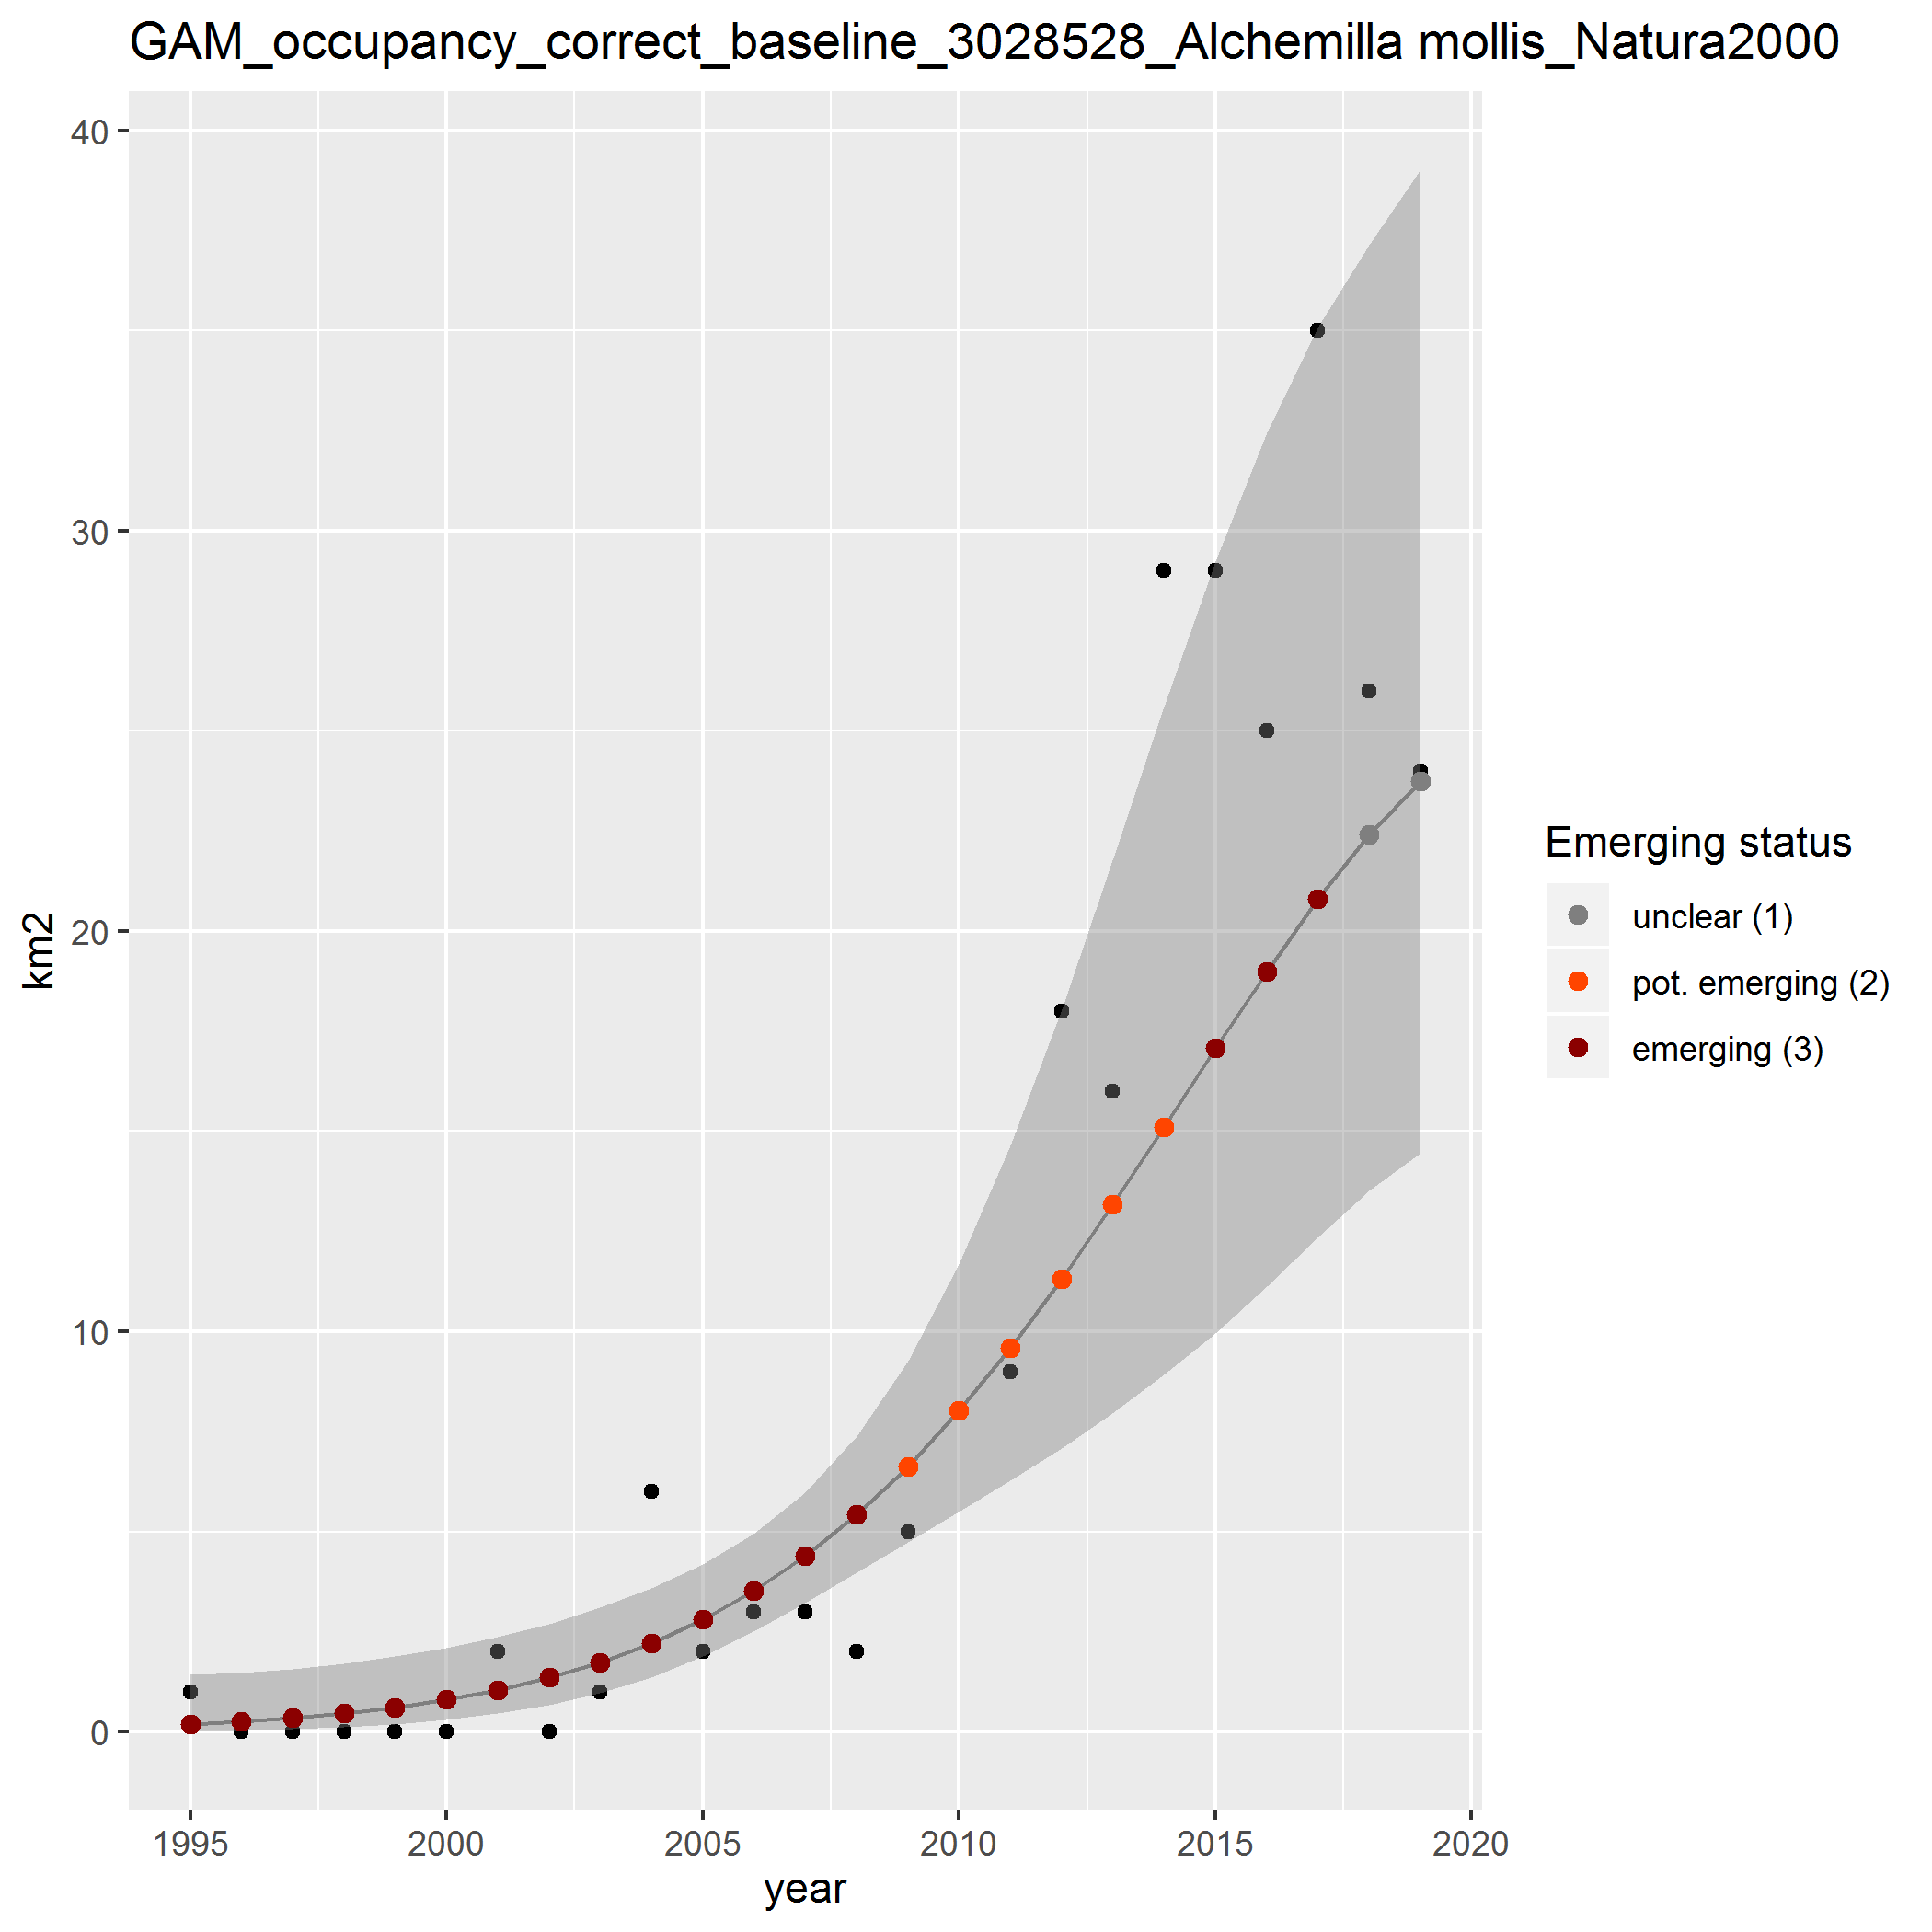 GAM_occupancy_correct_baseline_3028528_Alchemilla mollis_Natura2000
40
30
20
10
0
km2
1995 2000 2005 2010 2015 2020
year
Emerging status
unclear (1)
pot. emerging (2)
emerging (3)